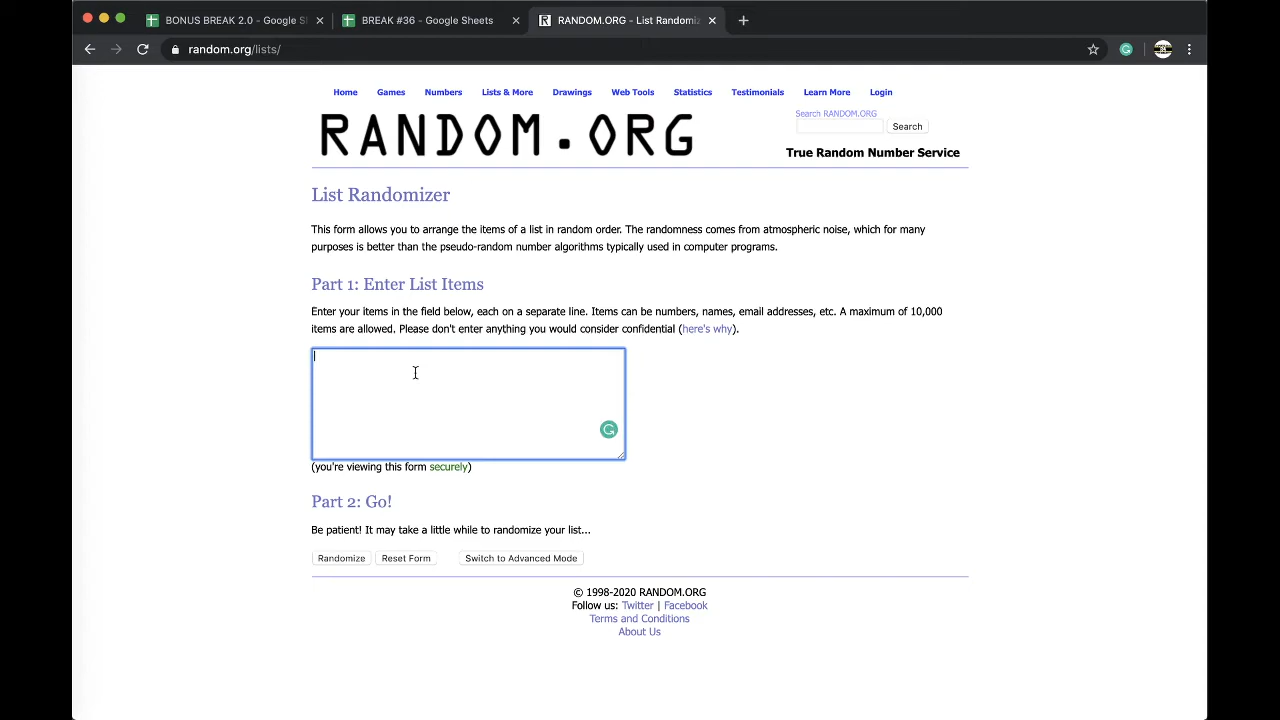 BONUS BREAK 2.0 - Google Sl
BREAK #36 - Google Sheets
RANDOM.ORG - List Randomiz
random.org/lists/
Home Games Numbers Lists & More Drawings Web Tools Statistics Testimonials Learn More Login
RANDOM.ORG
Search RANDOM.ORG
Search
True Random Number Service
List Randomizer
This form allows you to arrange the items of a list in random order. The randomness comes from atmospheric noise, which for many
purposes is better than the pseudo-random number algorithms typically used in computer programs.
Part 1: Enter List Items
Enter your items in the field below, each on a separate line. Items can be numbers, names, email addresses, etc. A maximum of 10,000
items are allowed. Please don't enter anything you would consider confidential (here's why).
(you're viewing this form securely)
Part 2: Go!
Be patient! It may take a little while to randomize your list...
Randomize Reset Form Switch to Advanced Mode
© 1998-2020 RANDOM.ORG
Follow us: Twitter | Facebook
Terms and Conditions
About Us